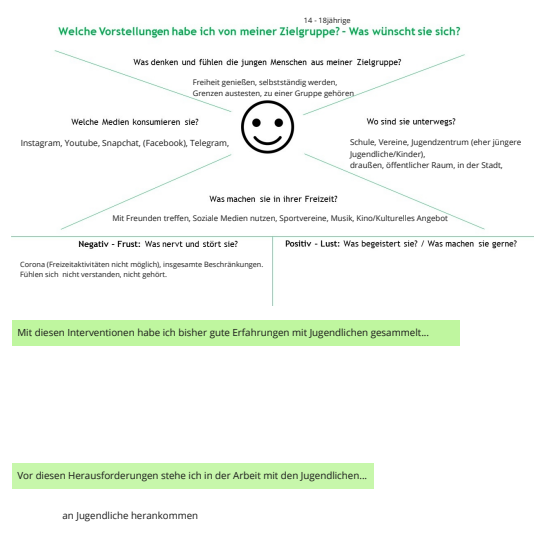 14 - 18jährige
Welche Vorstellungen habe ich von meiner Zielgruppe? - Was wünscht sie sich?
Was denken und fühlen die jungen Menschen aus meiner Zielgruppe?
Freiheit genießen, selbstständig werden,
Grenzen austesten, zu einer Gruppe gehören
Welche Medien konsumieren sie?
Instagram, Youtube, Snapchat, (Facebook), Telegram,
Wo sind sie unterwegs?
Schule, Vereine, Jugendzentrum (eher jüngere
Jugendliche/Kinder),
draußen, öffentlicher Raum, in der Stadt,
Was machen sie in ihrer Freizeit?
Mit Freunden treffen, Soziale Medien nutzen, Sportvereine, Musik, Kino/Kulturelles Angebot
Negativ - Frust: Was nervt und stört sie?
Corona (Freizeitaktivitäten nicht möglich), insgesamte Beschränkungen.
Fühlen sich nicht verstanden, nicht gehört.
Positiv - Lust: Was begeistert sie? / Was machen sie gerne?
Mit diesen Interventionen habe ich bisher gute Erfahrungen mit Jugendlichen gesammelt...
Vor diesen Herausforderungen stehe ich in der Arbeit mit den Jugendlichen...
an Jugendliche herankommen